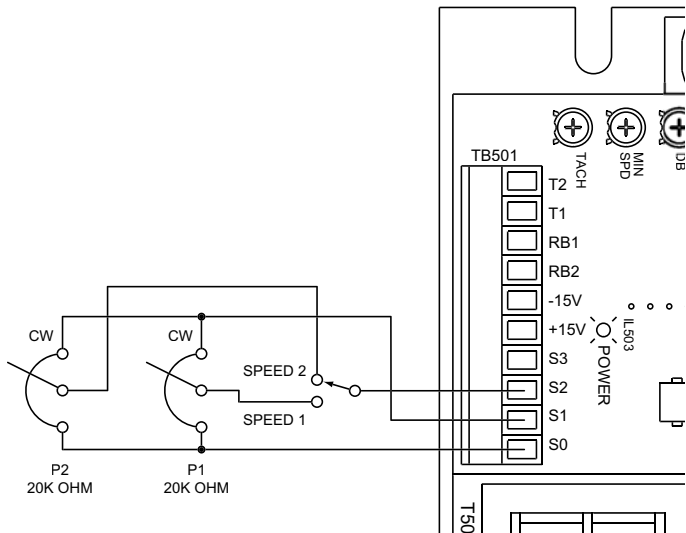 TB501
TACH
MIN
SPD
DB
T2
T1
RB1
RB2
-15V
+15V
S3
S2
S1
S0
IL503
POWER
CW
CW
SPEED 2
SPEED 1
P2
20K OHM
P1
20K OHM